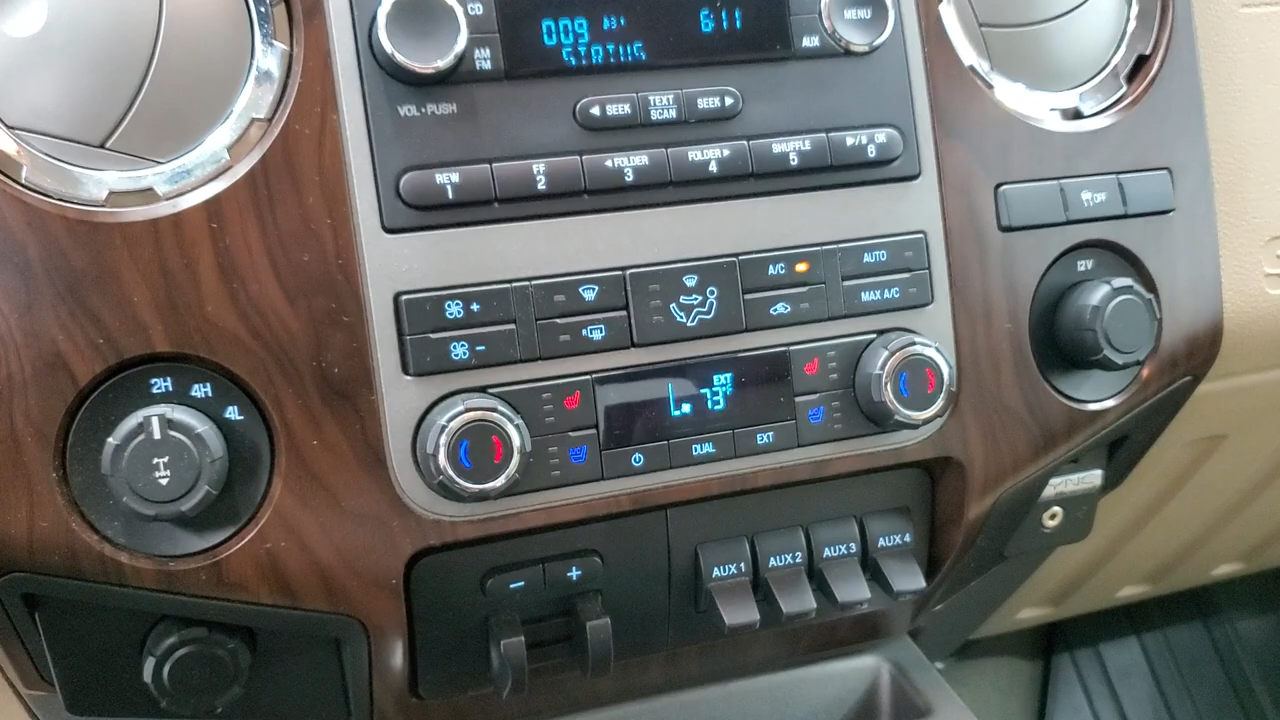 CD
AM
FM
009
6:11
MENU
AUX
VOL•PUSH
SEEK
TEXT
SCAN
SEEK
REW
1
FF
2
FOLDER
3
FOLDER
4
SHUFFLE
5
OK
6
OFF
12V
+
-
R
A/C
AUTO
MAX A/C
EXT
73°F
DUAL
EXT
2H
4H
4L
- +
AUX 1
AUX 2
AUX 3
AUX 4
YNC